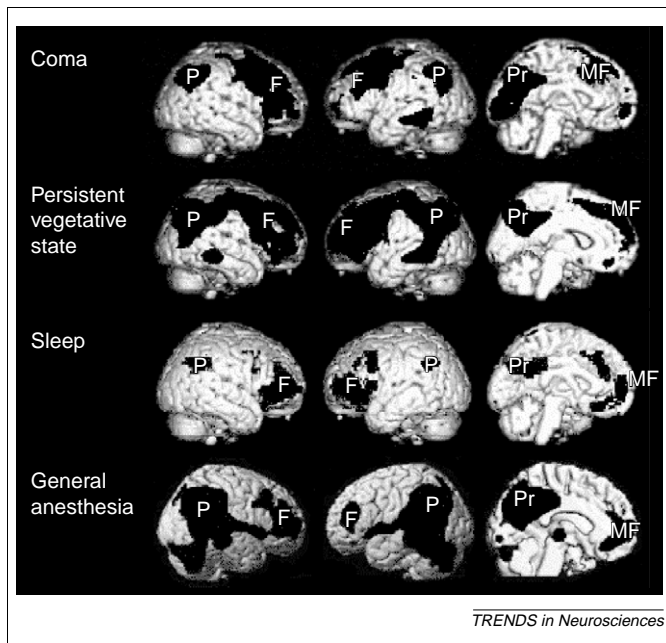 Coma
P
F
F
P
Pr
MF
Persistent
vegetative
state
P
F
F
P
Pr
MF
Sleep
P
F
F
P
Pr
MF
General
anesthesia
P
F
F
P
Pr
MF
TRENDS in Neurosciences